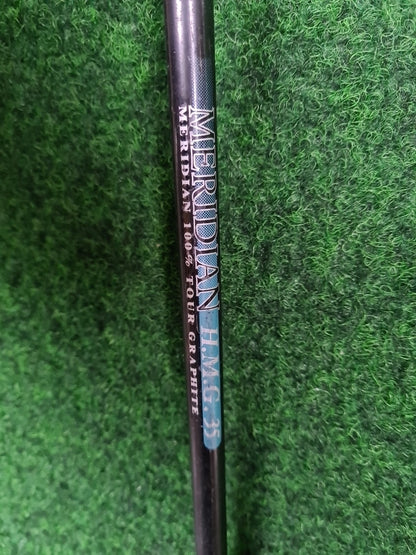 MERIDIAN H.M.G.35
MERIDIAN 100% TOUR GRAPHITE